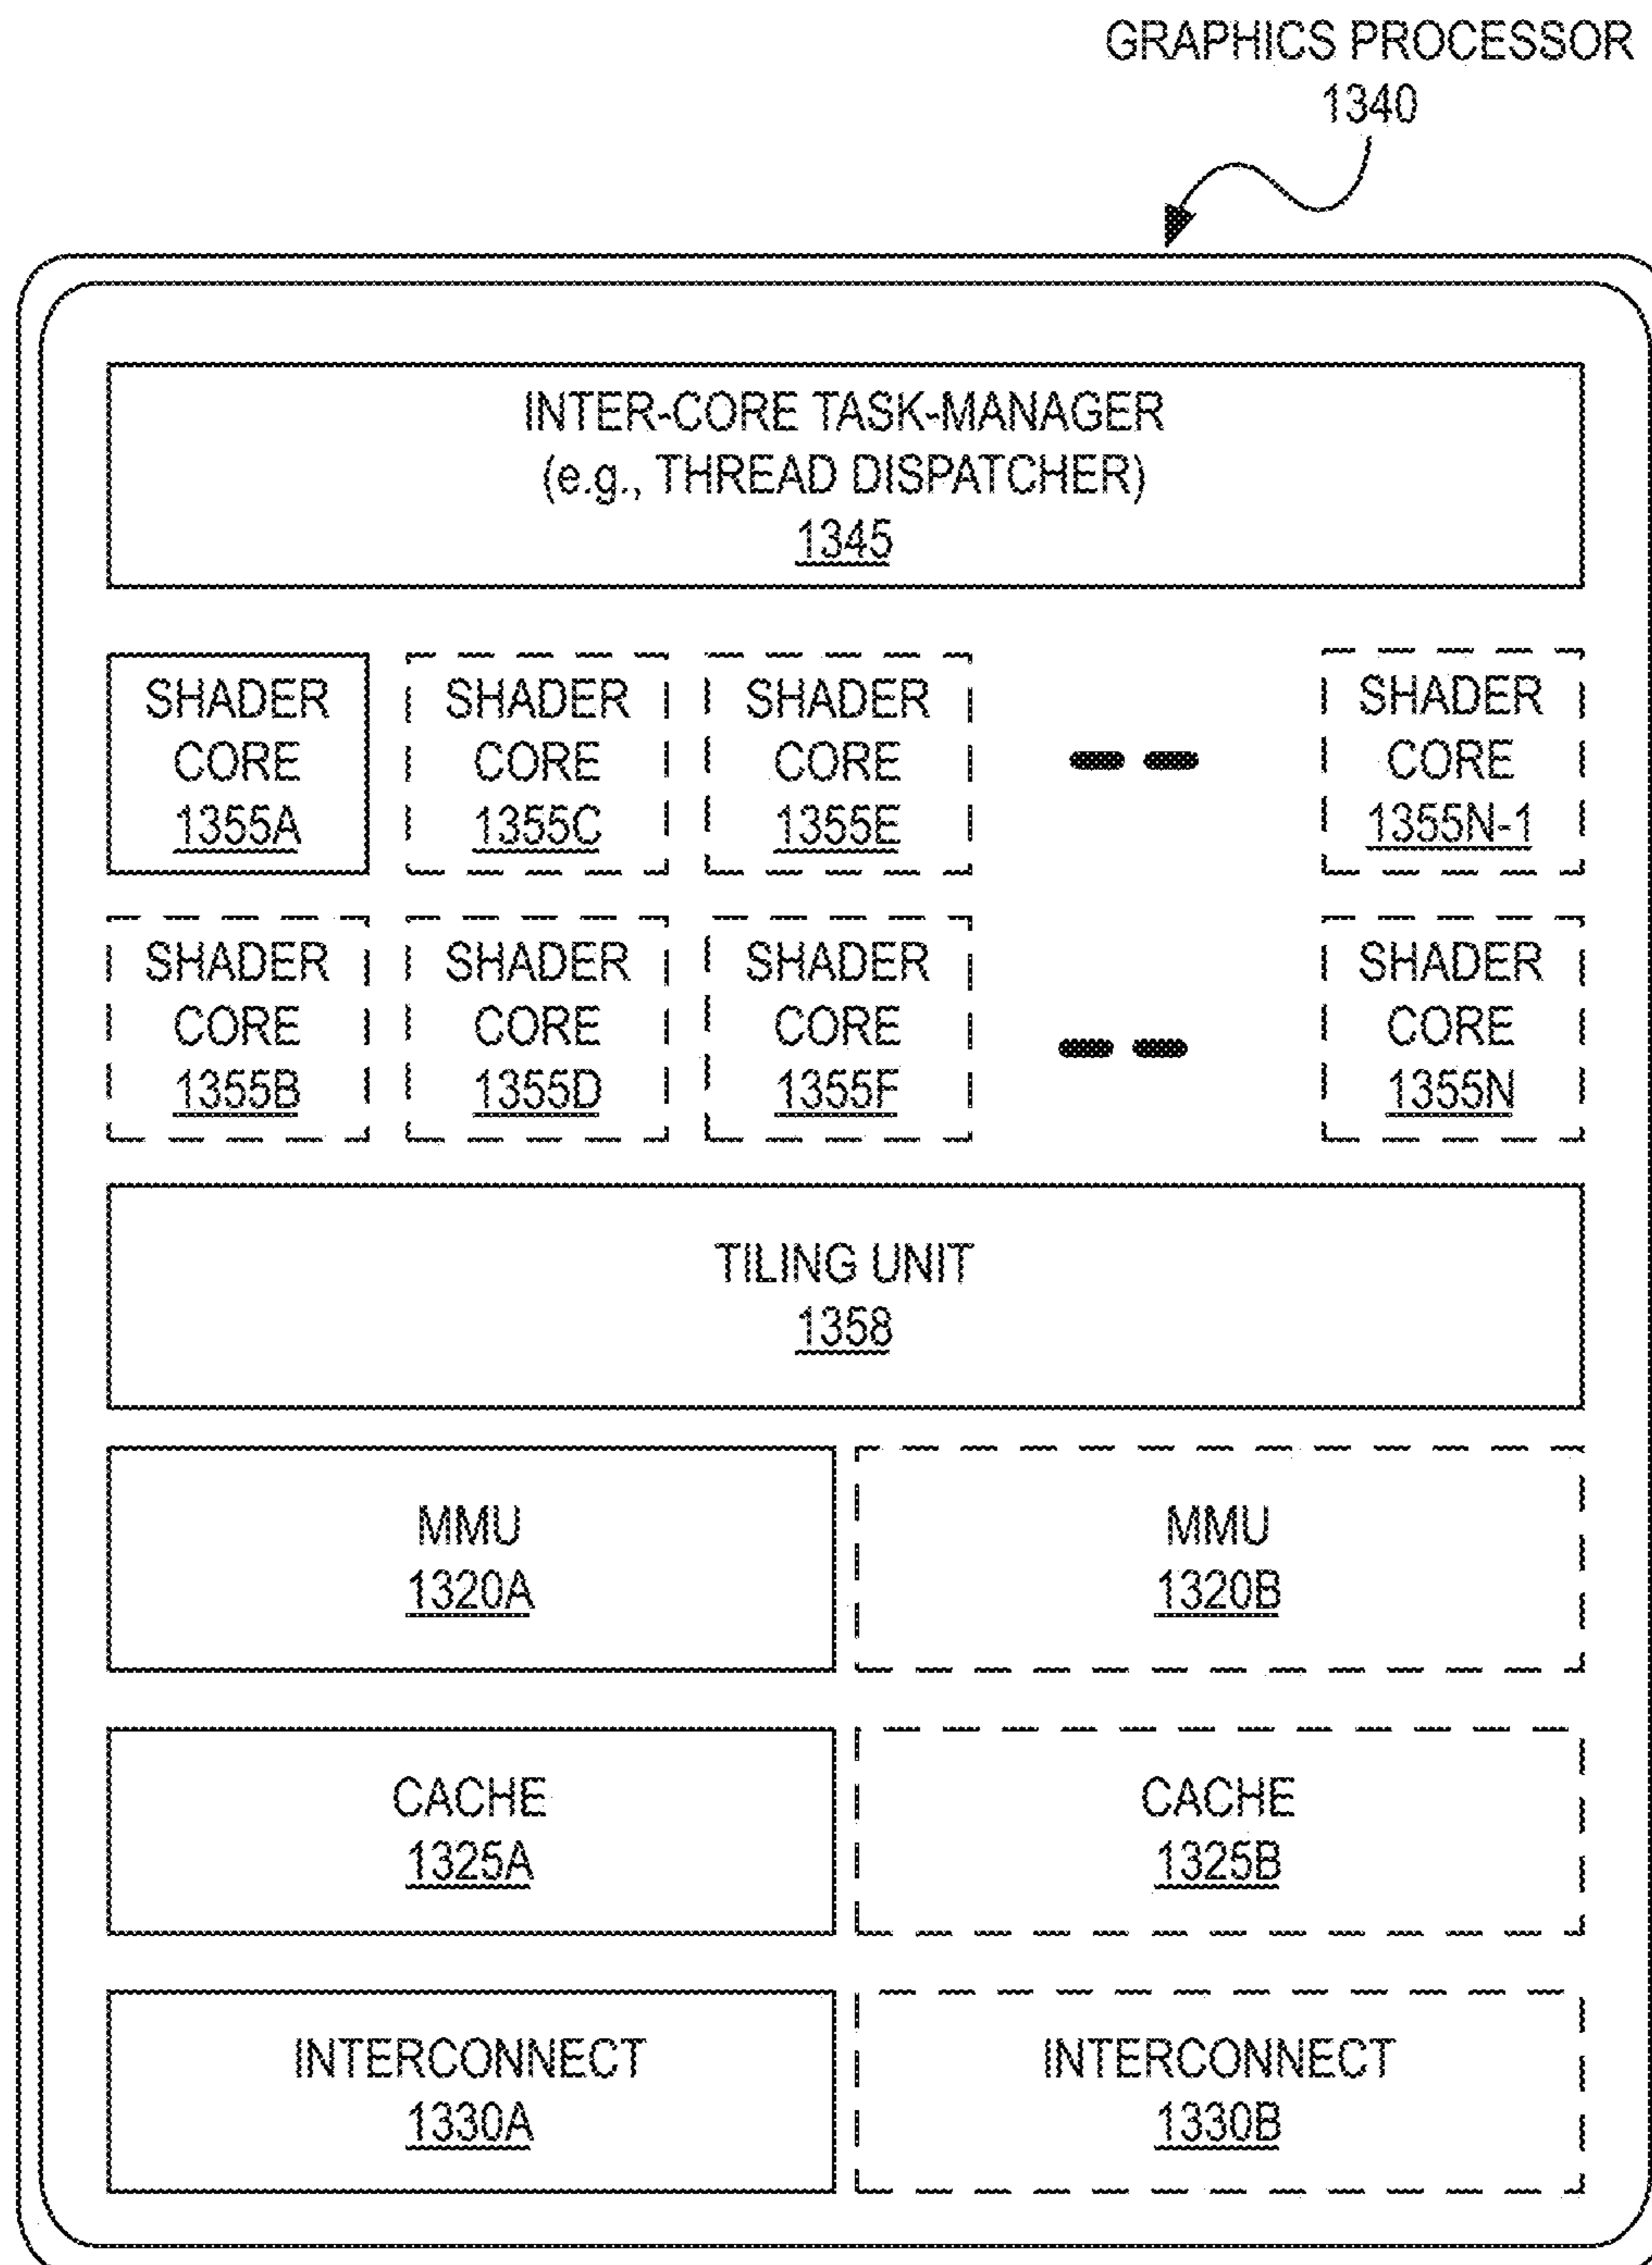 GRAPHICS PROCESSOR
1340
INTER-CORE TASK-MANAGER
(e.g., THREAD DISPATCHER)
1345
SHADER
CORE
1355A
SHADER
CORE
1355C
SHADER
CORE
1355E
SHADER
CORE
1355N-1
SHADER
CORE
1355B
SHADER
CORE
1355D
SHADER
CORE
1355F
SHADER
CORE
1355N
TILING UNIT
1358
MMU
1320A
MMU
1320B
CACHE
1325A
CACHE
1325B
INTERCONNECT
1330A
INTERCONNECT
1330B